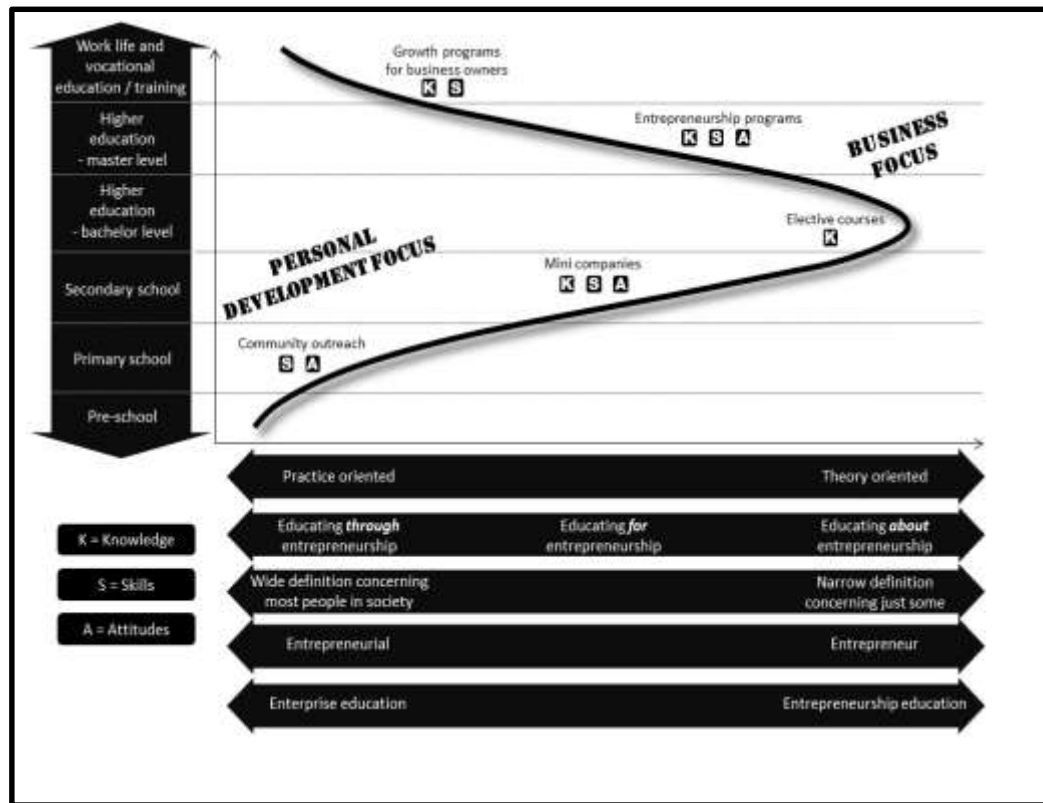 Work life and
vocational
education / training
Growth programs
for business owners
K S
Higher
education
- master level
Entrepreneurship programs
K S A
BUSINESS
FOCUS
Higher
education
- bachelor level
Elective courses
K
PERSONAL
DEVELOPMENT FOCUS
Mini companies
K S A
Secondary school
Community outreach
S A
Primary school
Pre-school
Practice oriented
Theory oriented
K = Knowledge
S = Skills
A = Attitudes
Educating through
entrepreneurship
Educating for
entrepreneurship
Educating about
entrepreneurship
Wide definition concerning
most people in society
Narrow definition
concerning just some
Entrepreneurial
Entrepreneur
Enterprise education
Entrepreneurship education